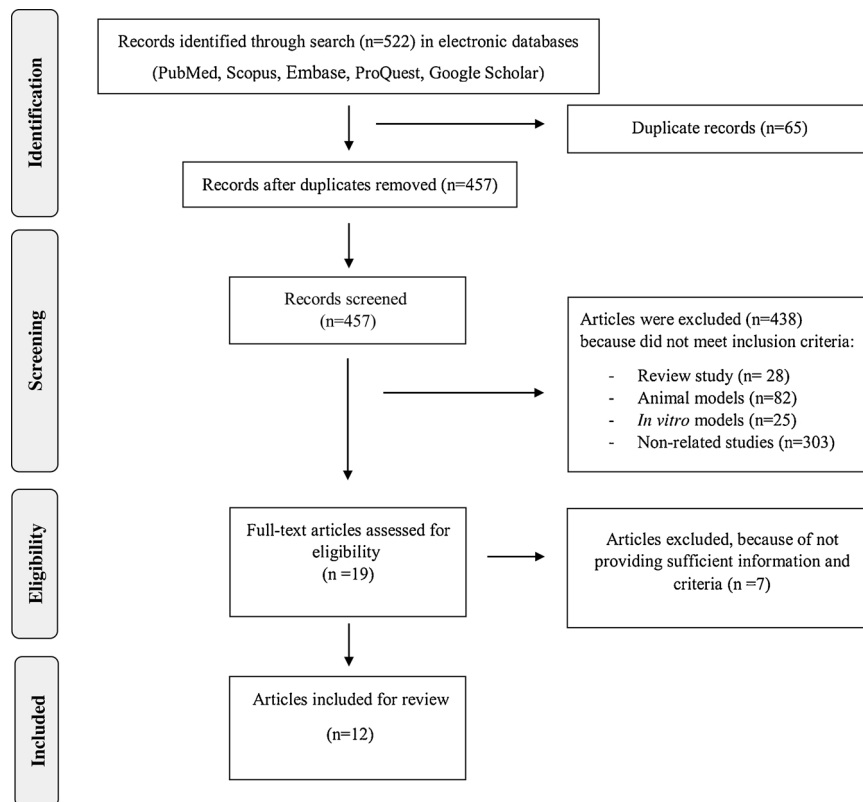 Identification
Records identified through search (n=522) in electronic databases
(PubMed, Scopus, Embase, ProQuest, Google Scholar)
Duplicate records (n=65)
Records after duplicates removed (n=457)
Screening
Records screened
(n=457)
Articles were excluded (n=438)
because did not meet inclusion criteria:
- Review study (n= 28)
- Animal models (n=82)
- In vitro models (n=25)
- Non-related studies (n=303)
Eligibility
Full-text articles assessed for
eligibility
(n =19)
Articles excluded, because of not
providing sufficient information and
criteria (n =7)
Included
Articles included for review
(n=12)